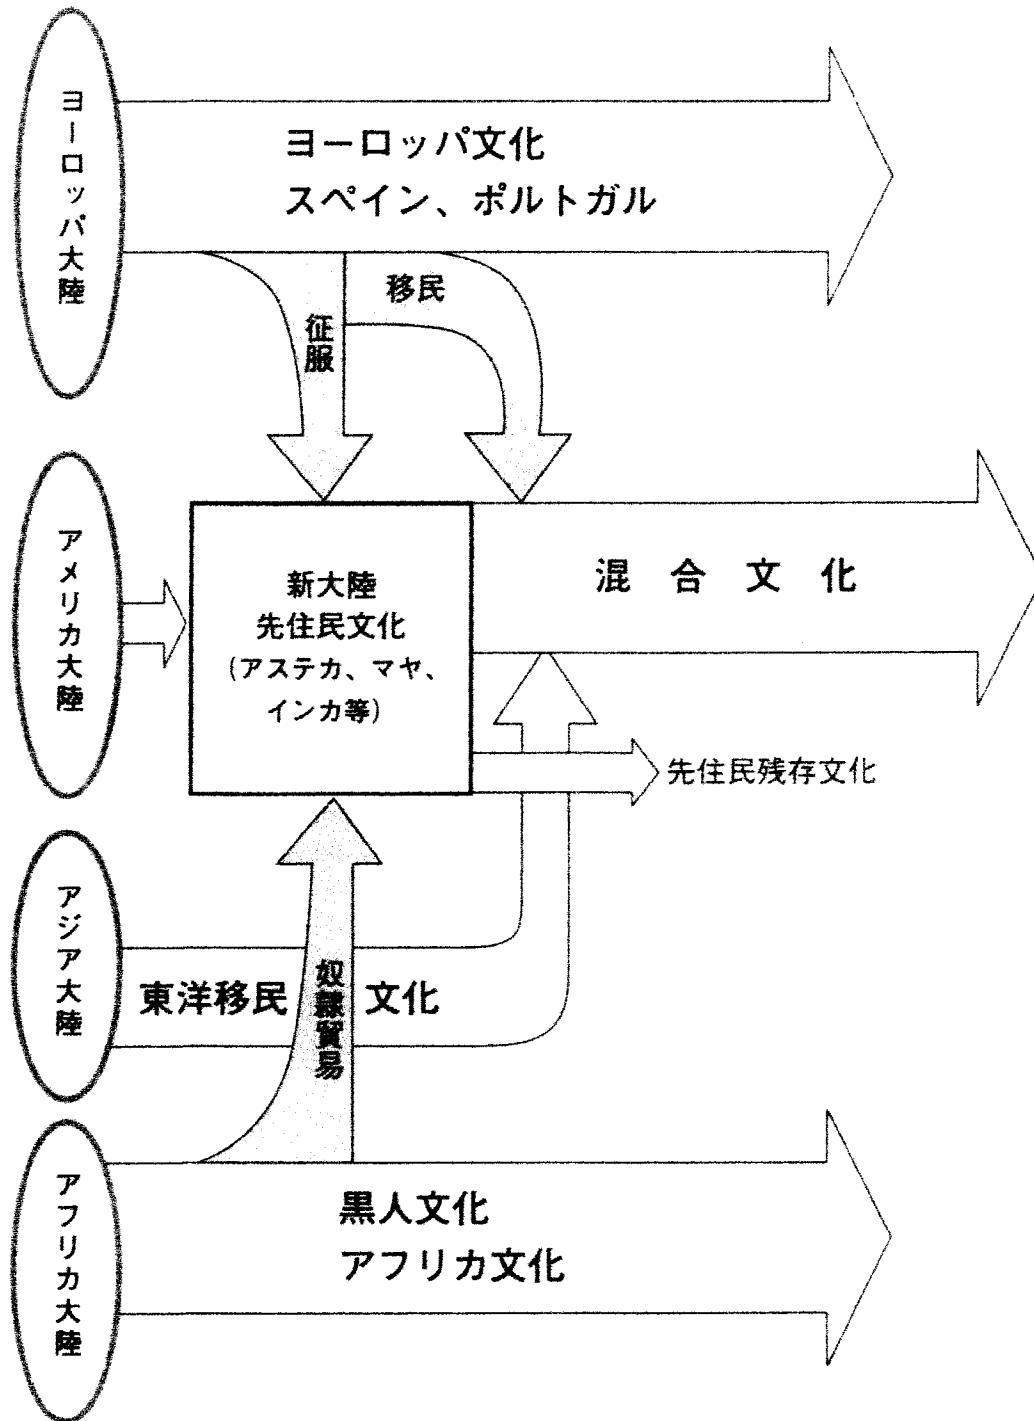 ヨーロッパ大陸
ヨーロッパ文化
スペイン、ポルトガル
征服
移民
アメリカ大陸
新大陸
先住民文化
(アステカ、マヤ、
インカ等)
混合文化
先住民残存文化
アジア大陸
東洋移民文化
奴隷貿易
アフリカ大陸
黒人文化
アフリカ文化